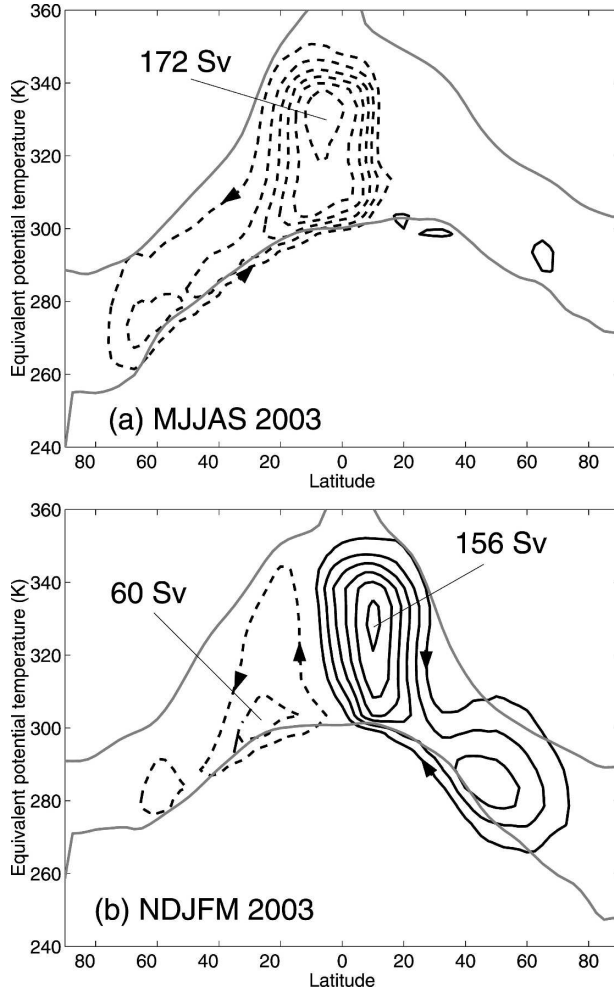 360
340
320
300
280
260
240
Equivalent potential temperature (K)
172 Sv
(a) MJJAS 2003
80 60 40 20 0 20 40 60 80
Latitude
360
340
320
300
280
260
240
Equivalent potential temperature (K)
156 Sv
60 Sv
(b) NDJFM 2003
80 60 40 20 0 20 40 60 80
Latitude